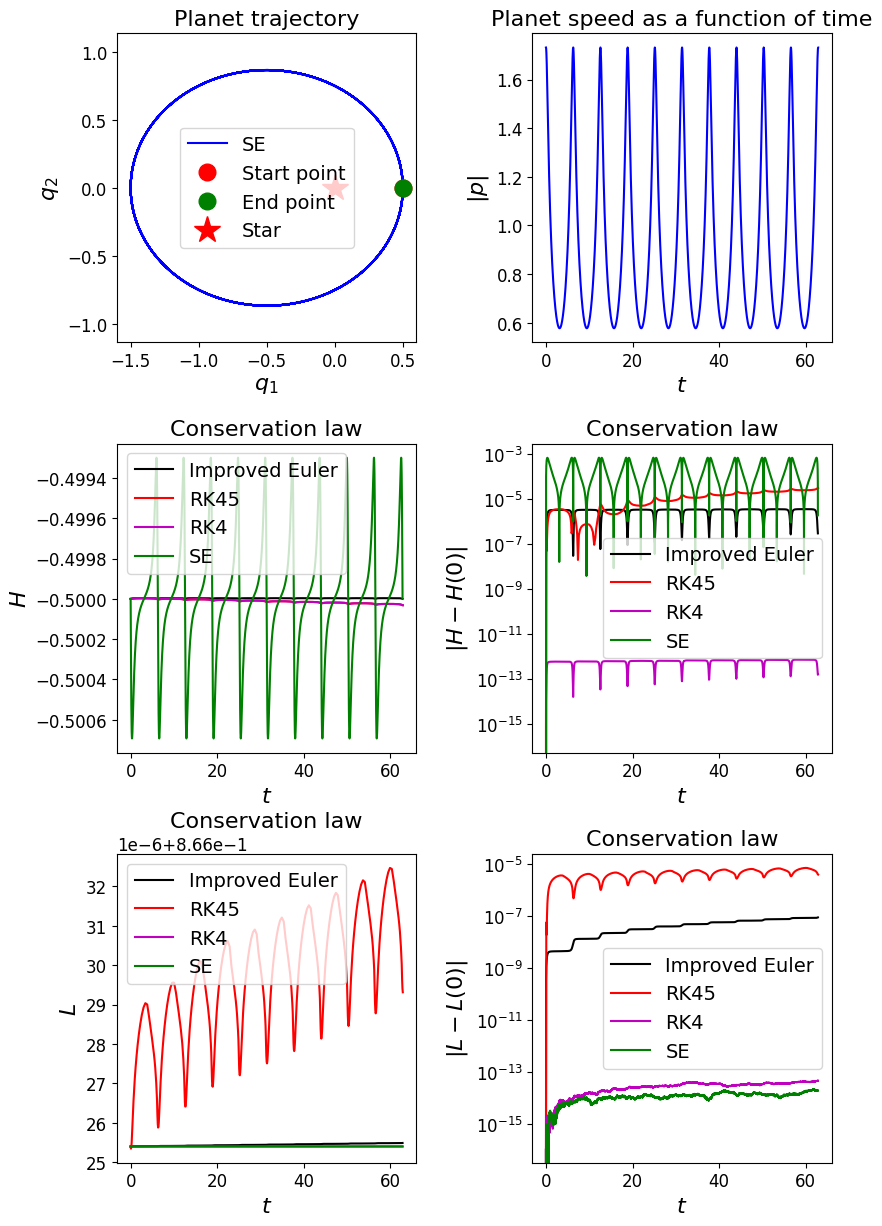 Planet trajectory
1.0
0.5
0.0
−0.5
−1.0
q₂
SE
Start point
End point
Star
−1.5 −1.0 −0.5 0.0 0.5
q₁
Planet speed as a function of time
1.6
1.4
1.2
1.0
0.8
0.6
|p|
0 20 40 60
t
Conservation law
−0.4994
−0.4996
−0.4998
−0.5000
−0.5002
−0.5004
−0.5006
H
Improved Euler
RK45
RK4
SE
0 20 40 60
t
Conservation law
10⁻³
10⁻⁵
10⁻⁷
10⁻⁹
10⁻¹¹
10⁻¹³
10⁻¹⁵
|H − H(0)|
Improved Euler
RK45
RK4
SE
0 20 40 60
t
Conservation law
1e−6+8.66e−1
32
31
30
29
28
27
26
25
L
Improved Euler
RK45
RK4
SE
0 20 40 60
t
Conservation law
10⁻⁵
10⁻⁷
10⁻⁹
10⁻¹¹
10⁻¹³
10⁻¹⁵
|L − L(0)|
Improved Euler
RK45
RK4
SE
0 20 40 60
t